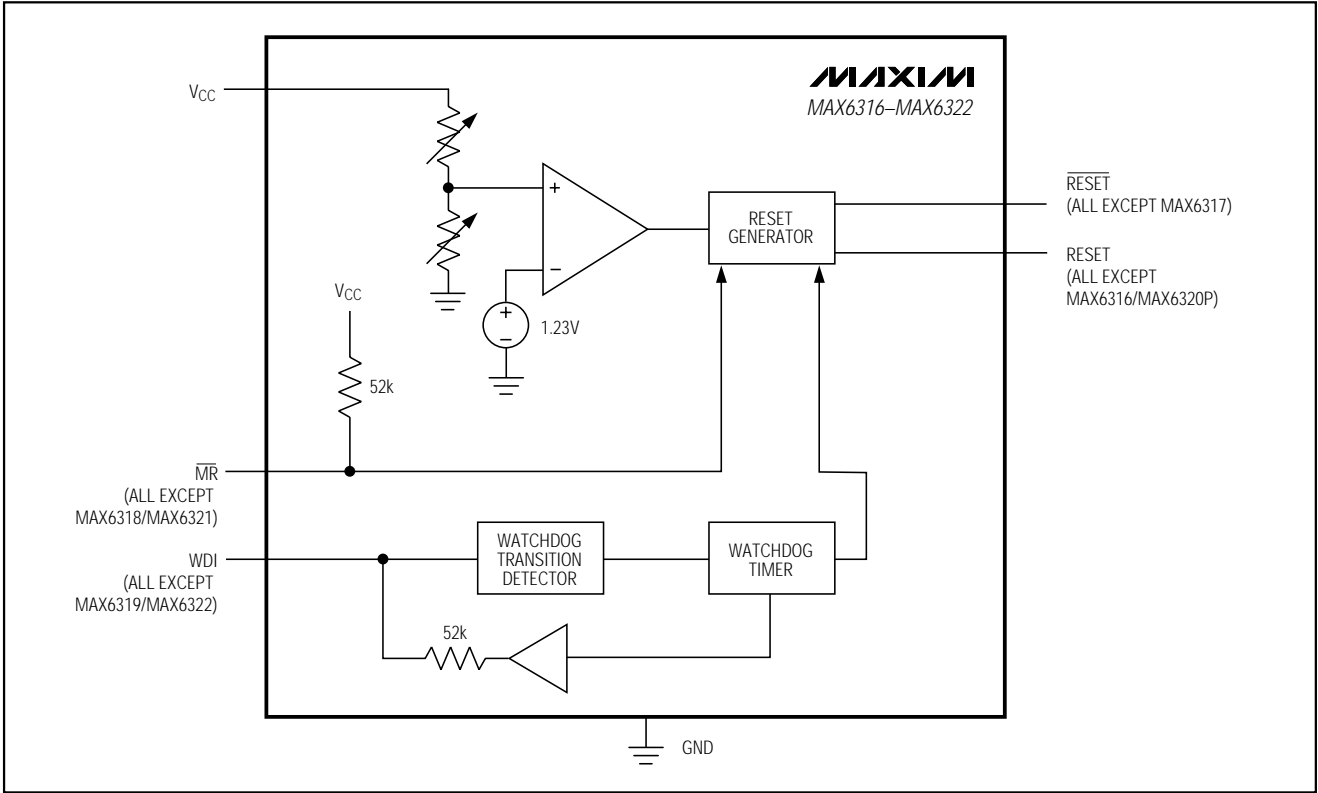 MAXIM
MAX6316–MAX6322
VCC
+
−
RESET
GENERATOR
RESET
(ALL EXCEPT MAX6317)
RESET
(ALL EXCEPT
MAX6316/MAX6320P)
VCC
+
−
1.23V
52k
MR
(ALL EXCEPT
MAX6318/MAX6321)
WDI
(ALL EXCEPT
MAX6319/MAX6322)
WATCHDOG
TRANSITION
DETECTOR
WATCHDOG
TIMER
52k
GND